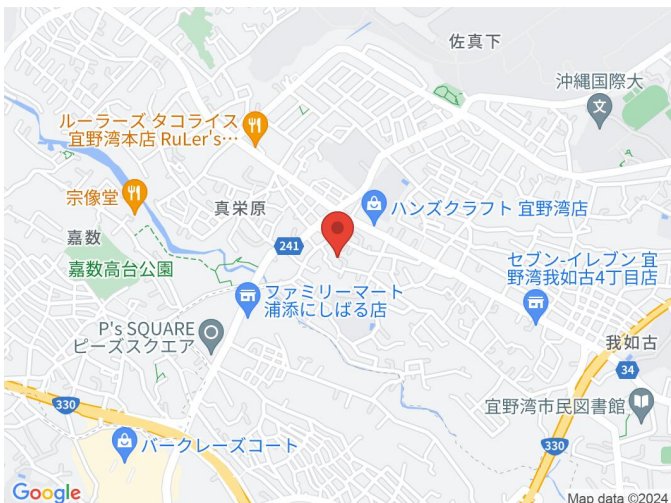 佐真下
沖縄国際大
ルーラーズ タコライス
宜野湾本店 RuLer's…
宗像堂
真栄原
ハンズクラフト 宜野湾店
嘉数
241
嘉数高台公園
セブン-イレブン 宜
野湾我如古4丁目店
ファミリーマート
浦添にしばる店
P's SQUARE
ピーズスクエア
我如古
34
330
宜野湾市民図書館
330
バークレーズコート
Google
Map data ©2024